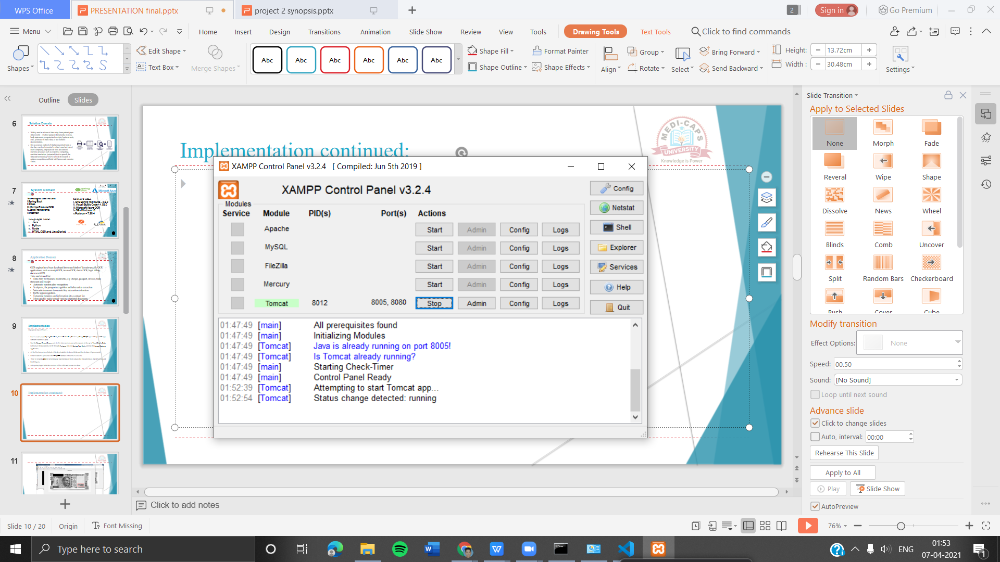 WPS Office
PRESENTATION final.pptx
project 2 synopsis.pptx
2
Sign in
Go Premium
Menu
Home
Insert
Design
Transitions
Animation
Slide Show
Review
View
Tools
Drawing Tools
Text Tools
Click to find commands
Shapes
Edit Shape
Text Box
Merge Shapes
Abc
Abc
Abc
Abc
Abc
Abc
Shape Fill
Shape Outline
Format Painter
Shape Effects
Align
Group
Rotate
Select
Bring Forward
Send Backward
Height:
13.72cm
Width :
30.48cm
Settings
Outline
Slides
6
Solution Domain
7
System Domain
8
Application Domain
9
Implementation
10
Implementation continued:
11
Implementation continued:
MEDI-CAPS
UNIVERSITY
Knowledge is Power
XAMPP Control Panel v3.2.4 [ Compiled: Jun 5th 2019 ]
XAMPP Control Panel v3.2.4
Modules
Service Module PID(s) Port(s) Actions
Apache Start Admin Config Logs
MySQL Start Admin Config Logs
FileZilla Start Admin Config Logs
Mercury Start Admin Config Logs
Tomcat 8012 8005, 8080 Stop Admin Config Logs
Config
Netstat
Shell
Explorer
Services
Help
Quit
01:47:49 [main] All prerequisites found
01:47:49 [main] Initializing Modules
01:47:49 [Tomcat] Java is already running on port 8005!
01:47:49 [Tomcat] Is Tomcat already running?
01:47:49 [main] Starting Check-Timer
01:47:49 [main] Control Panel Ready
01:52:39 [Tomcat] Attempting to start Tomcat app...
01:52:54 [Tomcat] Status change detected: running
Slide Transition
Apply to Selected Slides
None Morph Fade
Reveral Wipe Shape
Dissolve News Wheel
Blinds Comb Uncover
Split Random Bars Checkerboard
Push Cover Cube
Modify transition
Effect Options: None
Speed: 00.50
Sound: [No Sound]
Loop until next sound
Advance slide
Click to change slides
Auto, interval: 00:00
Rehearse This Slide
Apply to All
Play
Slide Show
AutoPreview
Click to add notes
Slide 10 / 20
Origin
Font Missing
76%
Type here to search
ENG
01:53
07-04-2021
1